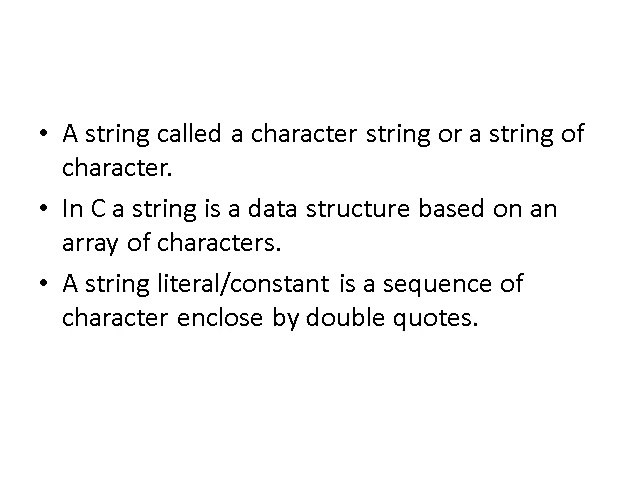 • A string called a character string or a string of
character.
• In C a string is a data structure based on an
array of characters.
• A string literal/constant is a sequence of
character enclose by double quotes.